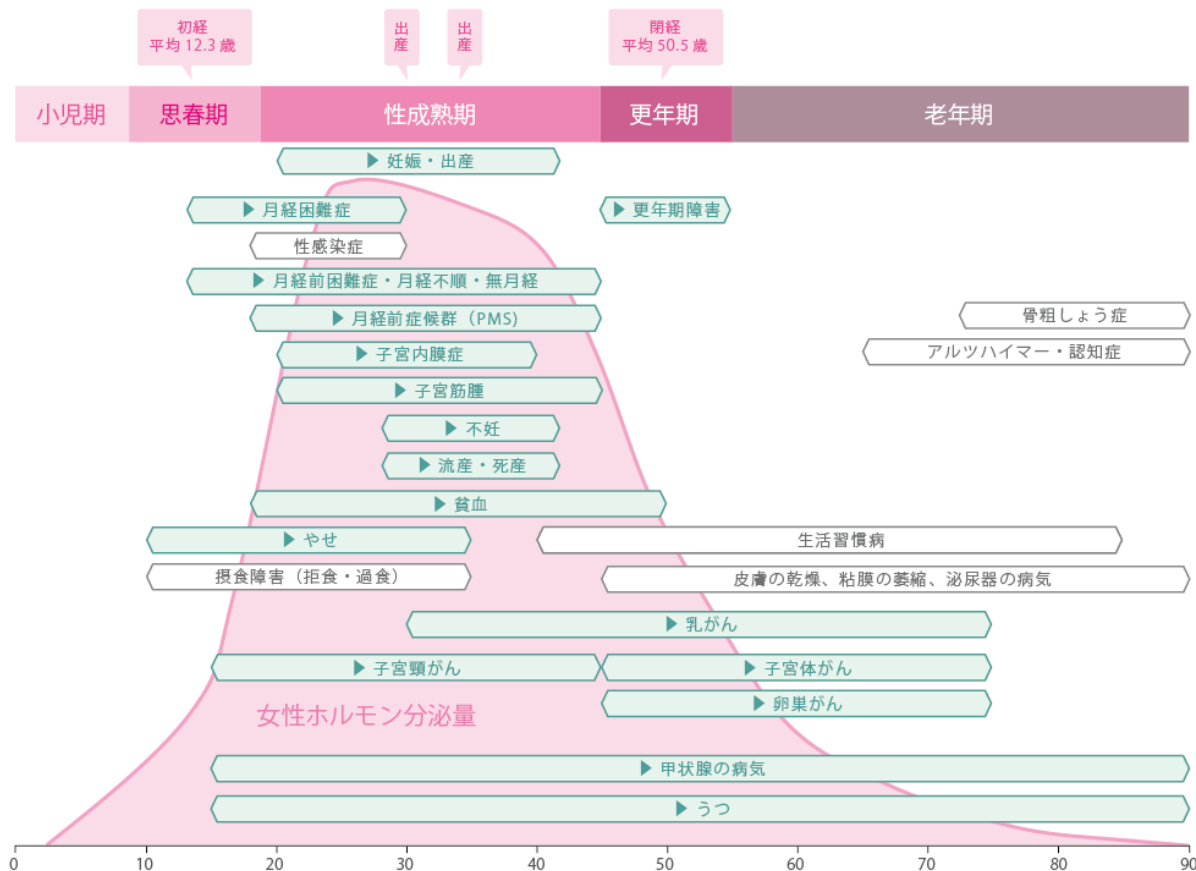 初経
平均 12.3 歳
出産
出産
閉経
平均 50.5 歳
小児期
思春期
性成熟期
更年期
老年期
妊娠・出産
月経困難症
更年期障害
性感染症
月経前困難症・月経不順・無月経
月経前症候群（PMS)
骨粗しょう症
子宮内膜症
アルツハイマー・認知症
子宮筋腫
不妊
流産・死産
貧血
やせ
生活習慣病
摂食障害（拒食・過食）
皮膚の乾燥、粘膜の萎縮、泌尿器の病気
乳がん
子宮頸がん
子宮体がん
卵巣がん
女性ホルモン分泌量
甲状腺の病気
うつ
0 10 20 30 40 50 60 70 80 90